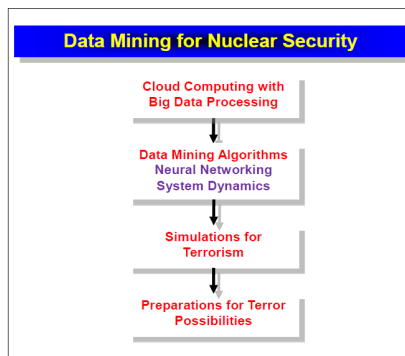 Data Mining for Nuclear Security
Cloud Computing with
Big Data Processing
Data Mining Algorithms
Neural Networking
System Dynamics
Simulations for
Terrorism
Preparations for Terror
Possibilities